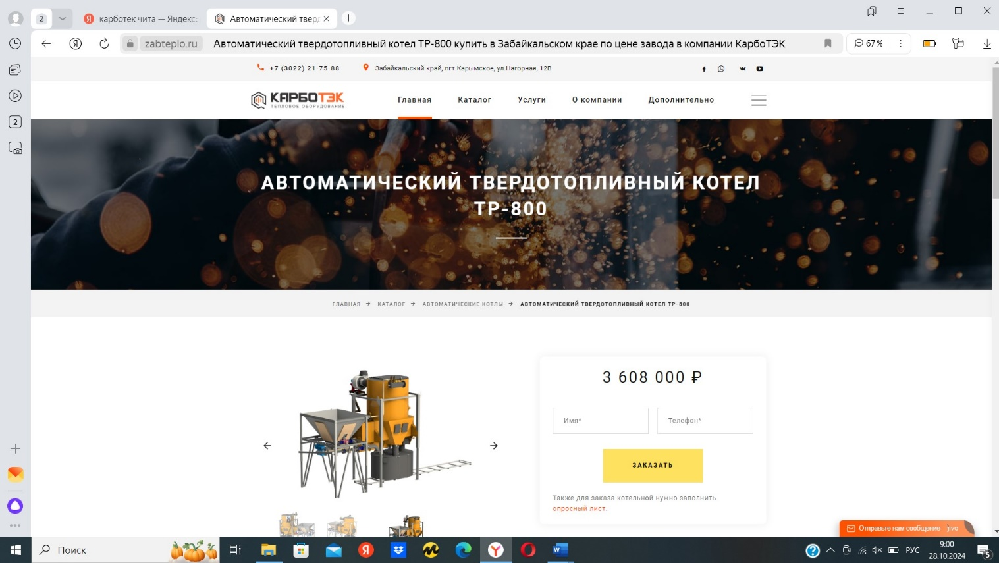 2
карботек чита — Яндекс:
Автоматический тверд
zabteplo.ru
Автоматический твердотопливный котел ТР-800 купить в Забайкальском крае по цене завода в компании КарбоТЭК
67 %
+7 (3022) 21-75-88
Забайкальский край, пгт.Карымское, ул.Нагорная, 12В
КАРБОТЭК
ТЕПЛОВОЕ ОБОРУДОВАНИЕ
Главная
Каталог
Услуги
О компании
Дополнительно
2
АВТОМАТИЧЕСКИЙ ТВЕРДОТОПЛИВНЫЙ КОТЕЛ
ТР-800
ГЛАВНАЯ → КАТАЛОГ → АВТОМАТИЧЕСКИЕ КОТЛЫ → АВТОМАТИЧЕСКИЙ ТВЕРДОТОПЛИВНЫЙ КОТЕЛ ТР-800
3 608 000 ₽
Имя*
Телефон*
ЗАКАЗАТЬ
Также для заказа котельной нужно заполнить
опросный лист.
Отправьте нам сообщение
jivo
Поиск
РУС
9:00
28.10.2024
5